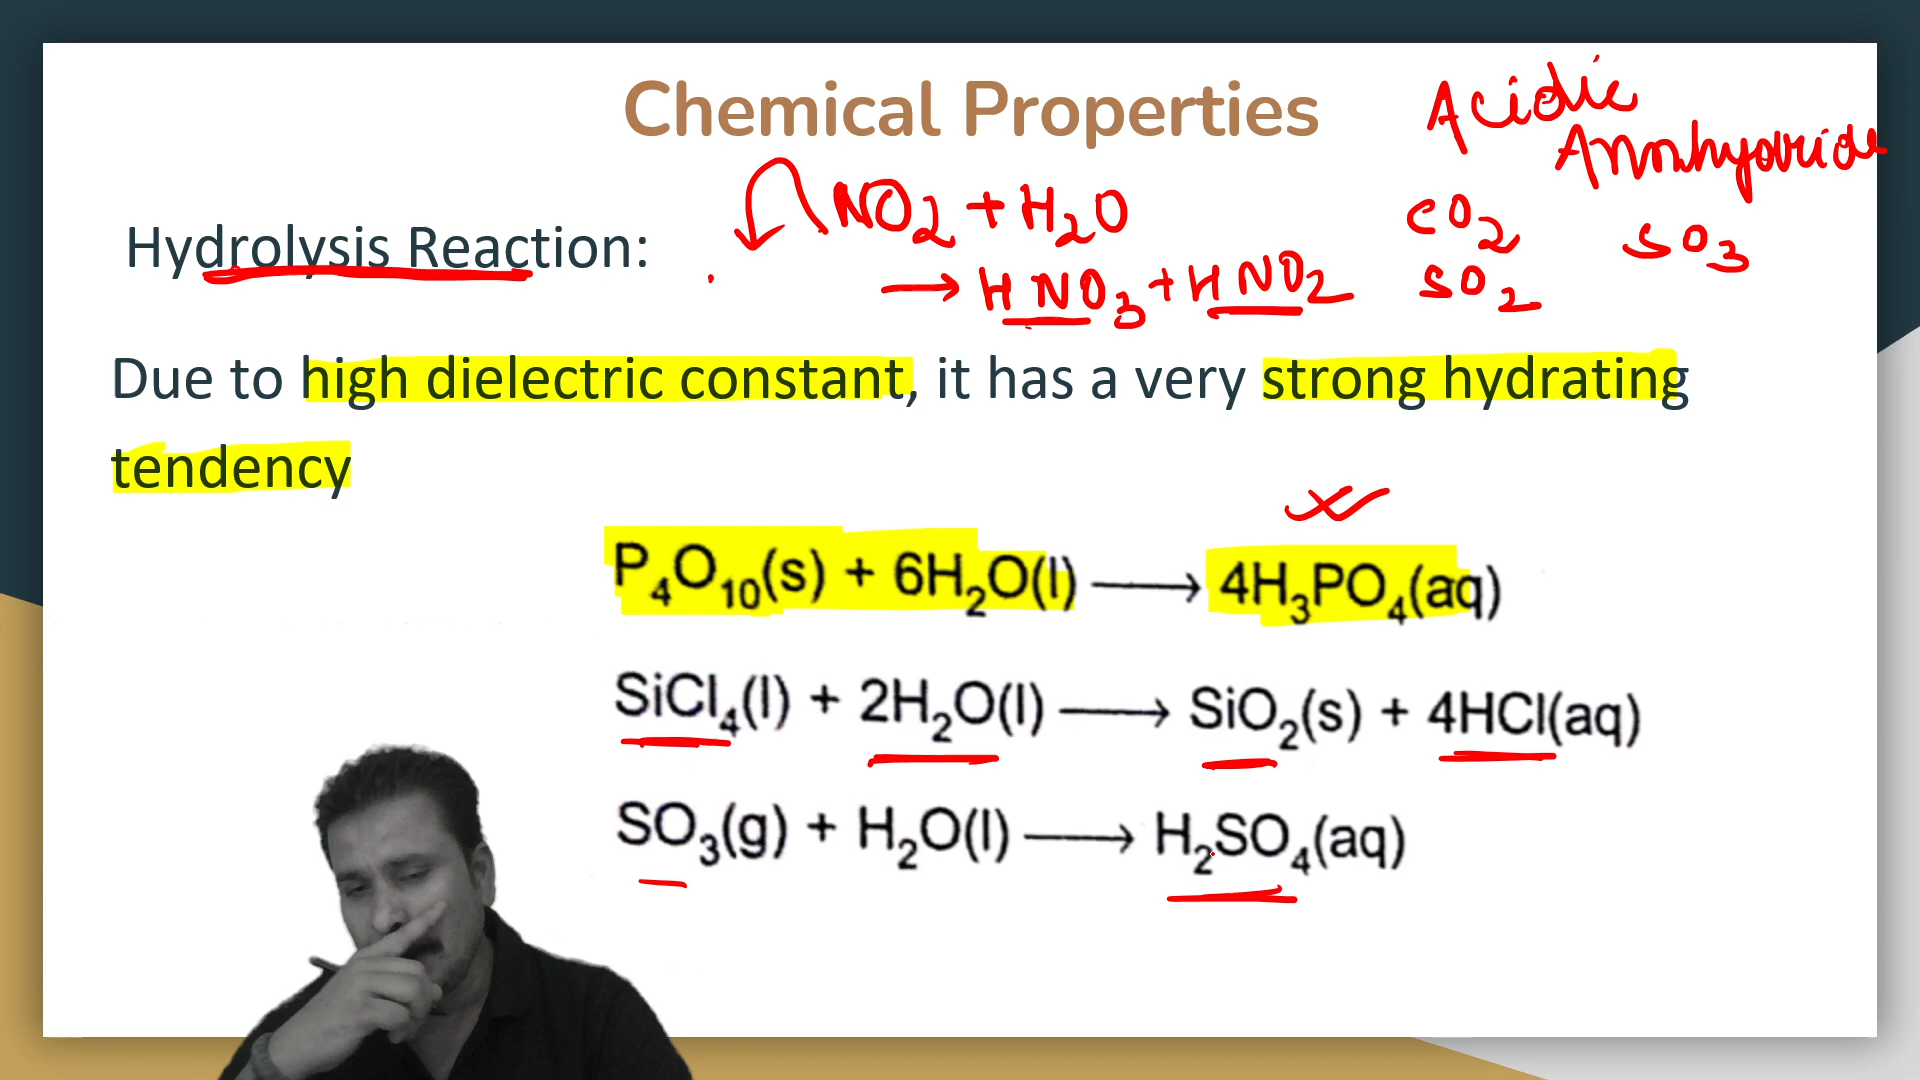 Chemical Properties
Acidic
Annhydride
NO₂ + H₂O
CO₂ SO₃
Hydrolysis Reaction:
→ HNO₃ + HNO₂ SO₂
Due to high dielectric constant, it has a very strong hydrating
tendency
P₄O₁₀(s) + 6H₂O(l) ⟶ 4H₃PO₄(aq)
SiCl₄(l) + 2H₂O(l) ⟶ SiO₂(s) + 4HCl(aq)
SO₃(g) + H₂O(l) ⟶ H₂SO₄(aq)